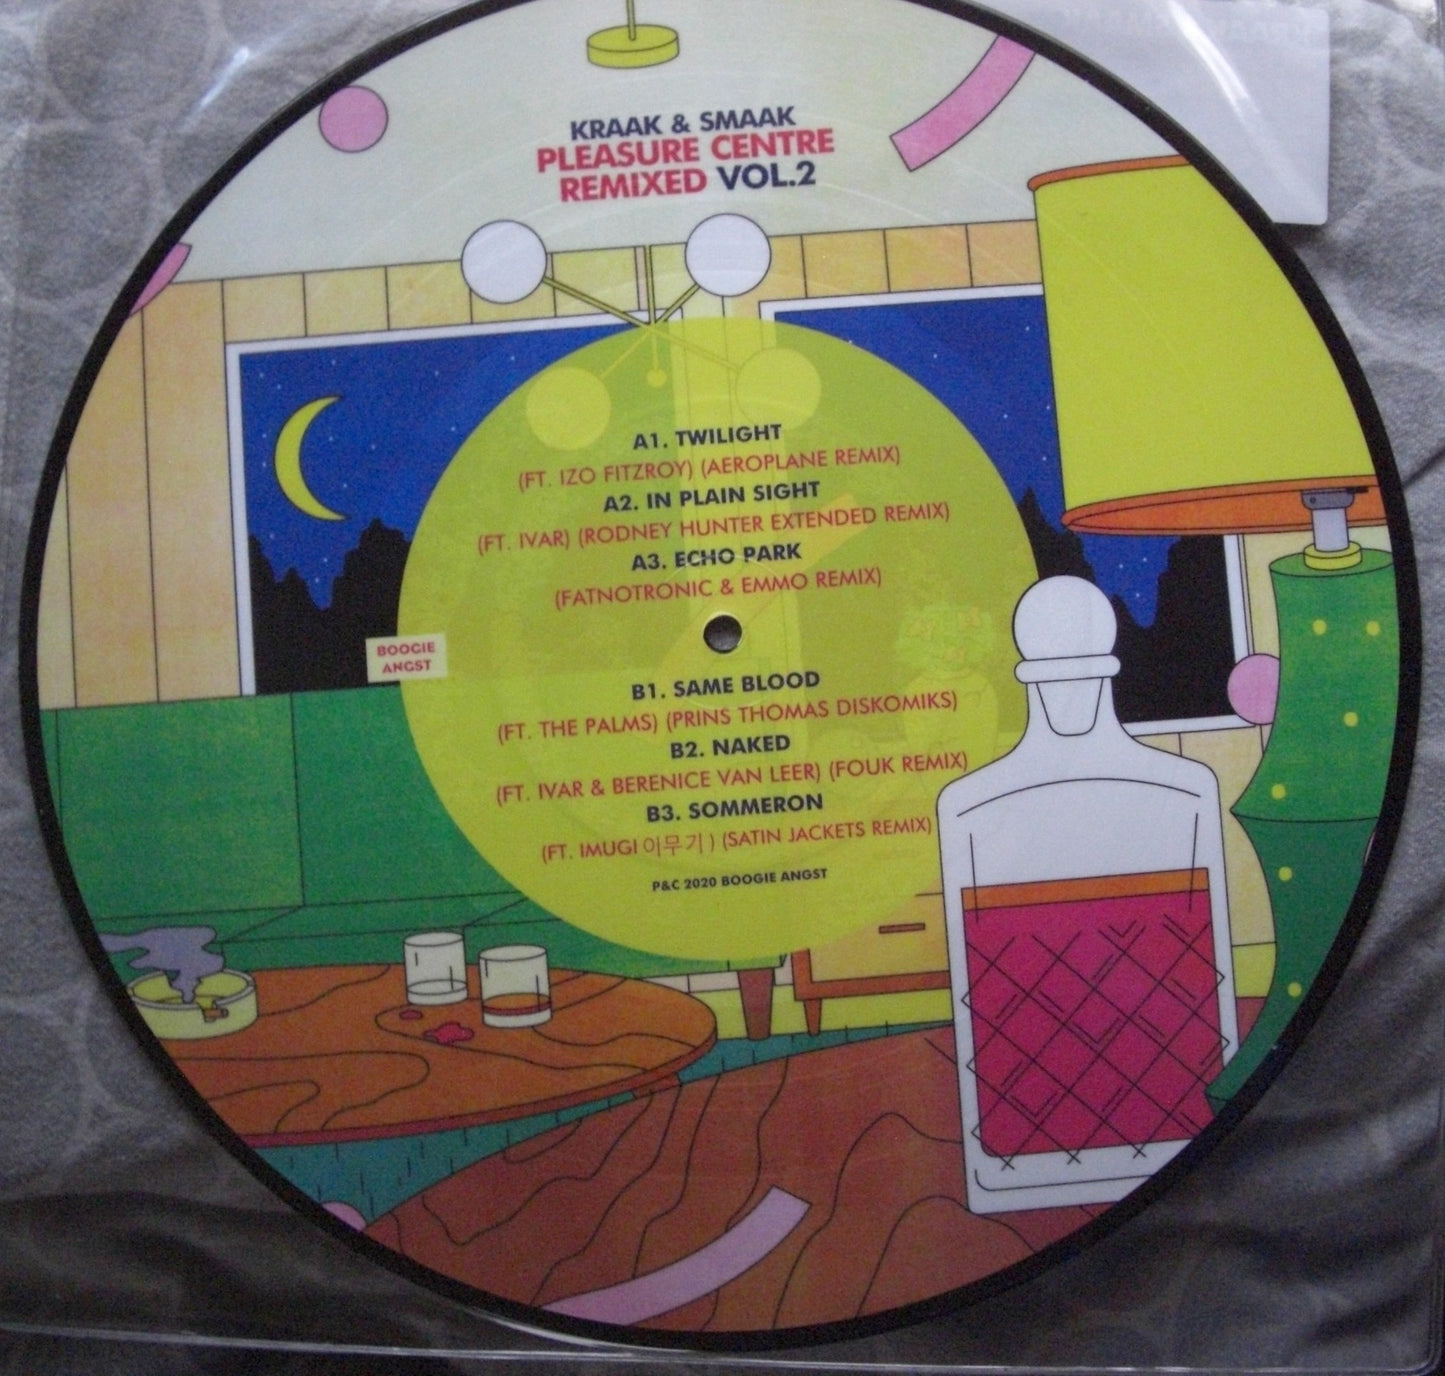 KRAAK & SMAAK
PLEASURE CENTRE
REMIXED VOL.2
A1. TWILIGHT
(FT. IZO FITZROY) (AEROPLANE REMIX)
A2. IN PLAIN SIGHT
(FT. IVAR) (RODNEY HUNTER EXTENDED REMIX)
A3. ECHO PARK
(FATNOTRONIC & EMMO REMIX)
BOOGIE
ANGST
B1. SAME BLOOD
(FT. THE PALMS) (PRINS THOMAS DISKOMIKS)
B2. NAKED
(FT. IVAR & BERENICE VAN LEER) (FOUK REMIX)
B3. SOMMERON
(FT. IMUGI 이무기 ) (SATIN JACKETS REMIX)
P&C 2020 BOOGIE ANGST